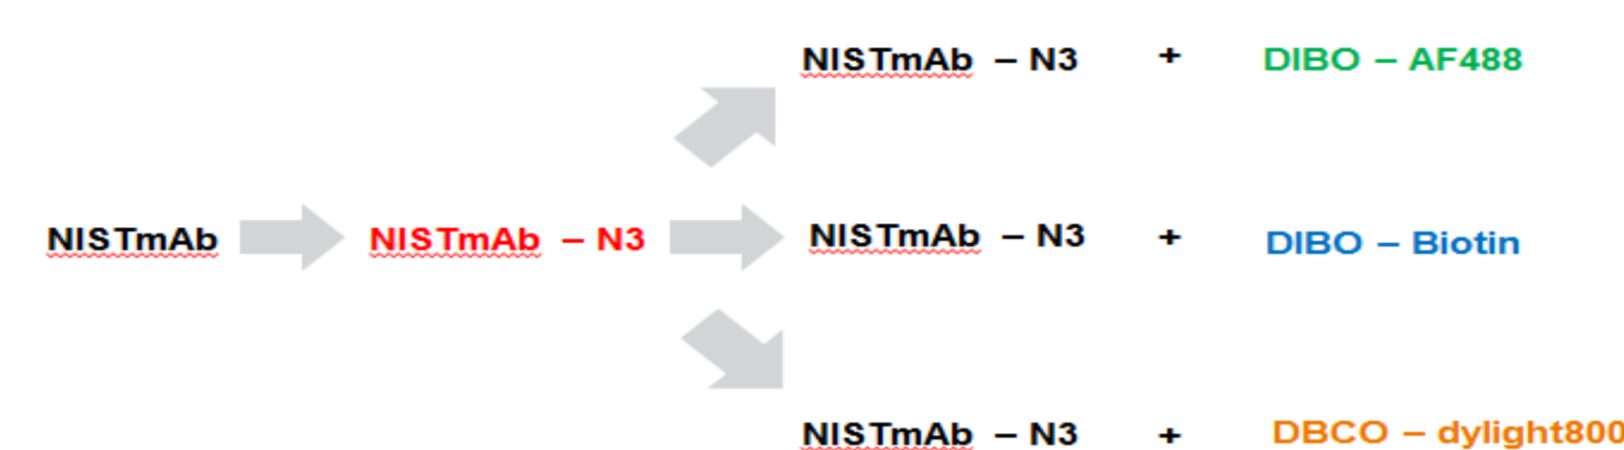 NISTmAb – N3 + DIBO – AF488
NISTmAb NISTmAb – N3 NISTmAb – N3 + DIBO – Biotin
NISTmAb – N3 + DBCO – dylight800